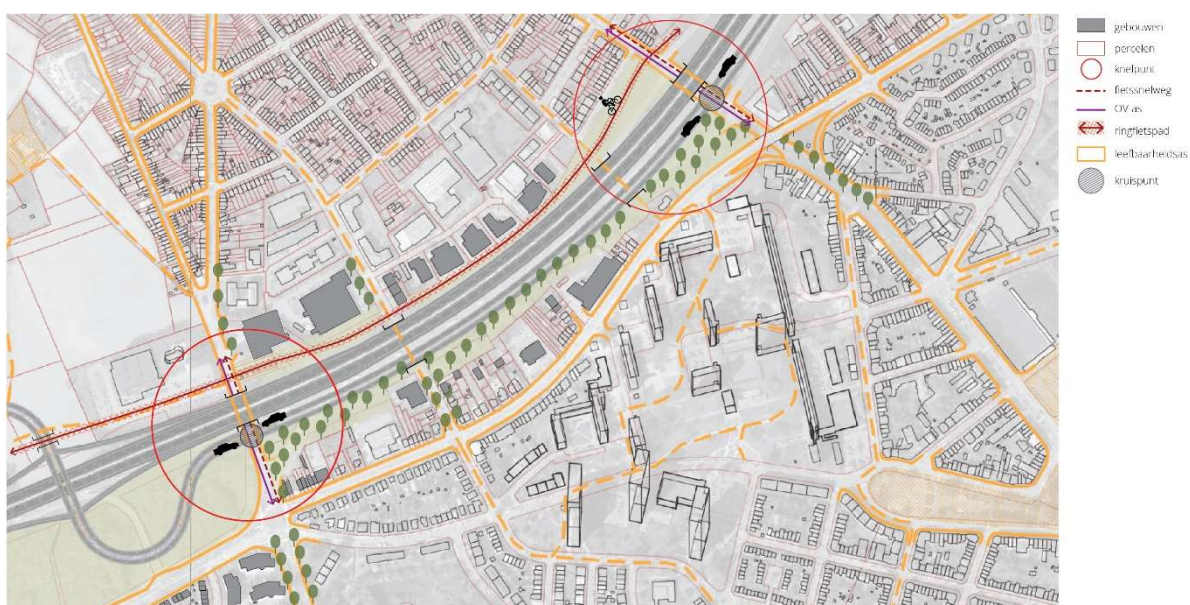 gebouwen
percelen
knelpunt
fietssnelweg
OV as
ringfietspad
leefbaarheidsas
kruispunt